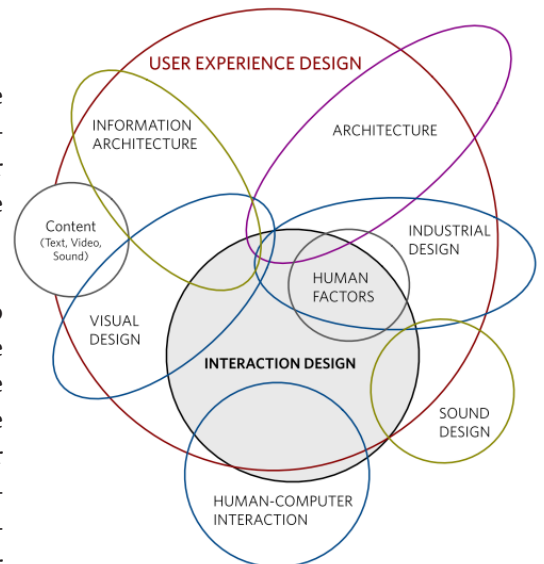 USER EXPERIENCE DESIGN
INFORMATION
ARCHITECTURE
ARCHITECTURE
Content
(Text, Video,
Sound)
INDUSTRIAL
DESIGN
HUMAN
FACTORS
VISUAL
DESIGN
INTERACTION DESIGN
SOUND
DESIGN
HUMAN-COMPUTER
INTERACTION